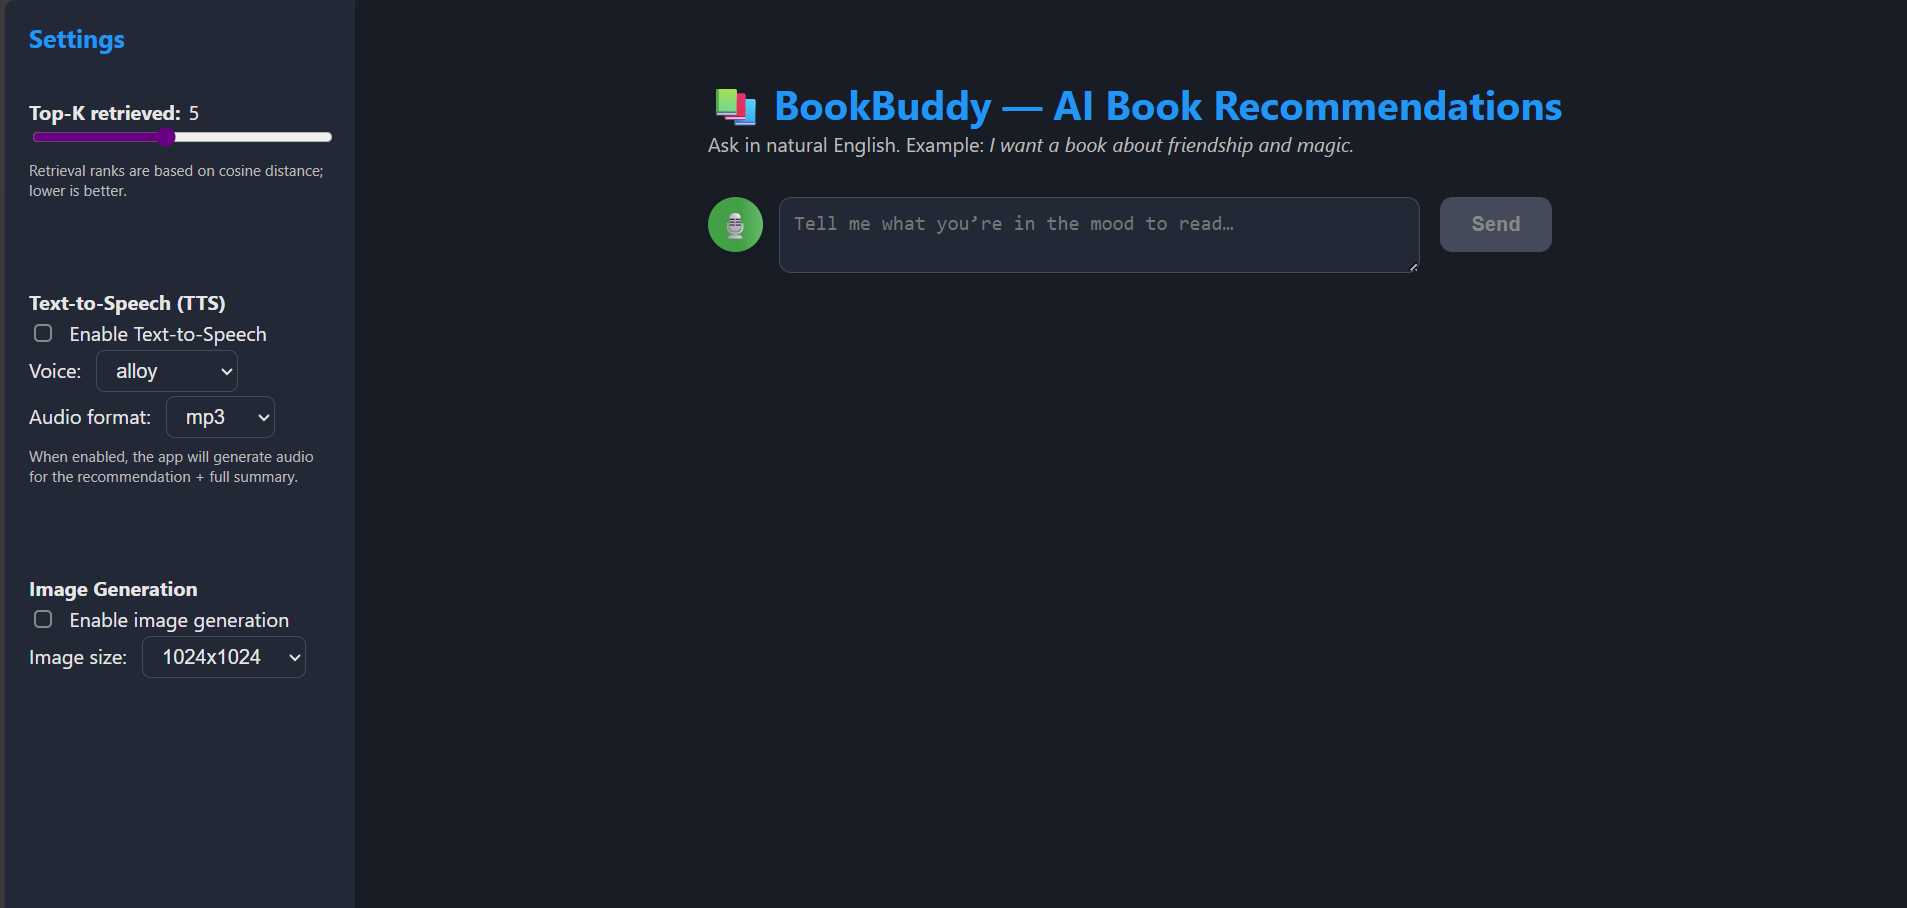 Settings
Top-K retrieved: 5
Retrieval ranks are based on cosine distance;
lower is better.
Text-to-Speech (TTS)
Enable Text-to-Speech
Voice: alloy
Audio format: mp3
When enabled, the app will generate audio
for the recommendation + full summary.
Image Generation
Enable image generation
Image size: 1024x1024
BookBuddy — AI Book Recommendations
Ask in natural English. Example: I want a book about friendship and magic.
Tell me what you’re in the mood to read…
Send